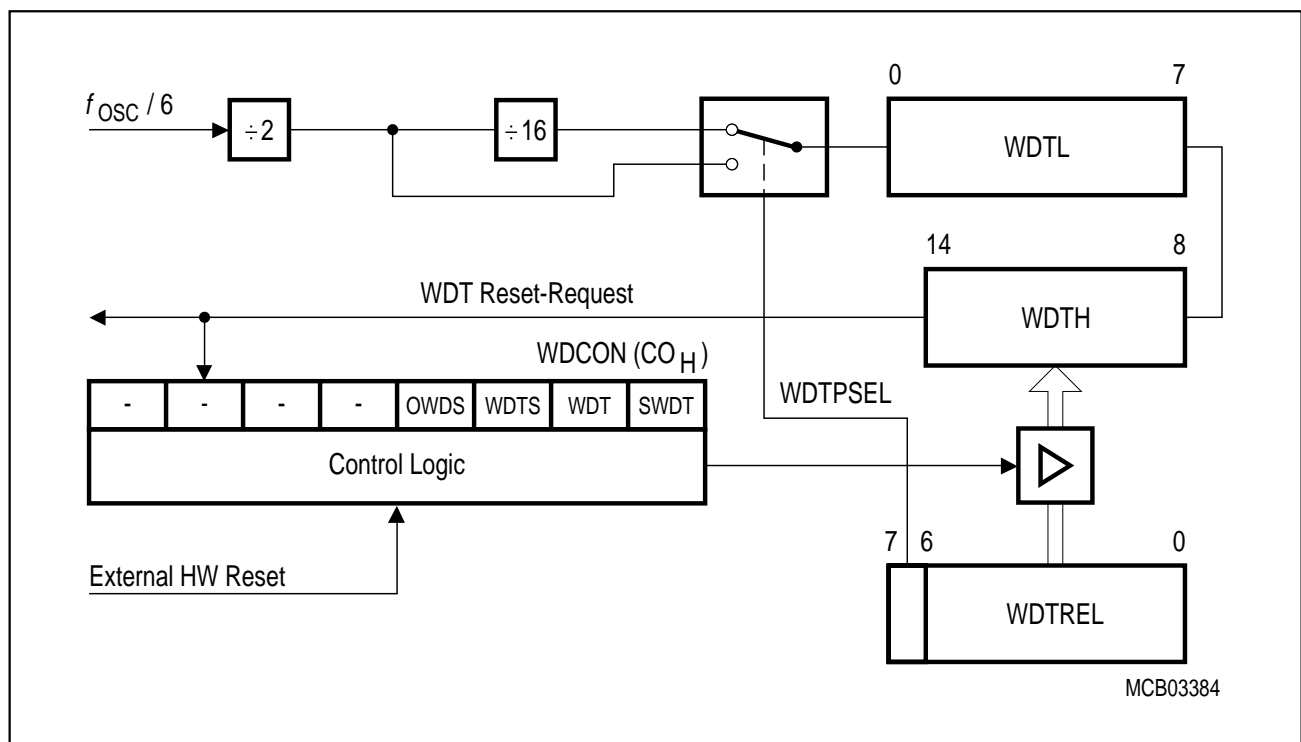 f OSC / 6
÷2
÷16
0 7
WDTL
14 8
WDTH
WDT Reset-Request
WDCON (CO H )
- - - - OWDS WDTS WDT SWDT
Control Logic
WDTPSEL
External HW Reset
7 6 0
WDTREL
MCB03384